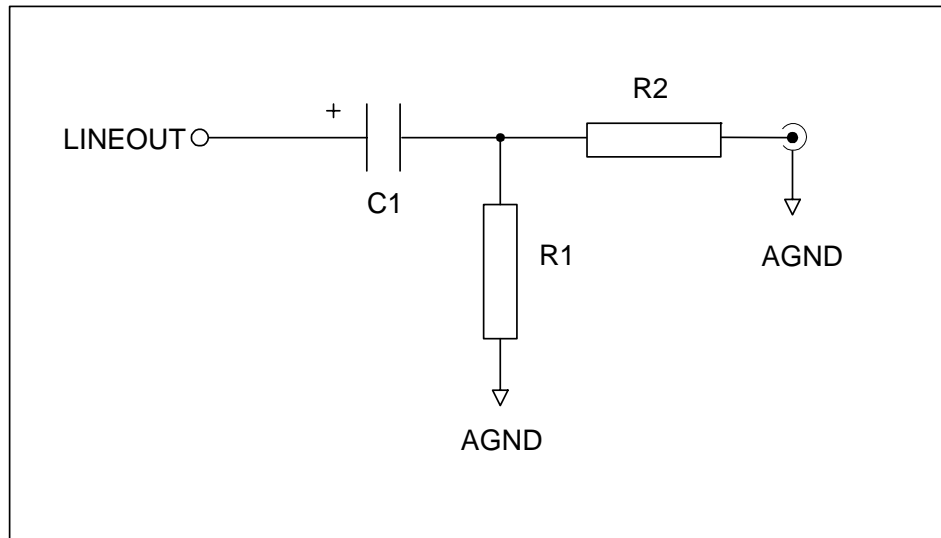 R2
+
LINEOUT
C1
R1
AGND
AGND